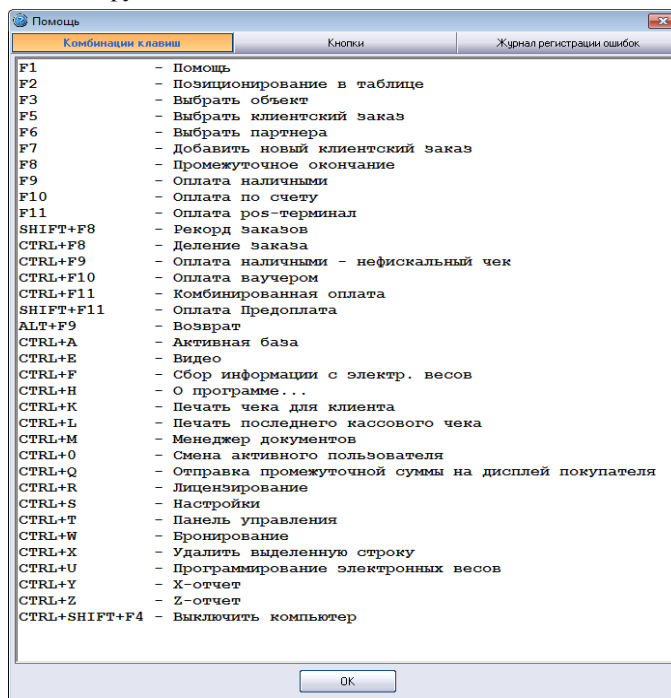 Помощь
Комбинации клавиш Кнопки Журнал регистрации ошибок
F1 - Помощь
F2 - Позиционирование в таблице
F3 - Выбрать объект
F5 - Выбрать клиентский заказ
F6 - Выбрать партнера
F7 - Добавить новый клиентский заказ
F8 - Промежуточное окончание
F9 - Оплата наличными
F10 - Оплата по счету
F11 - Оплата pos-терминал
SHIFT+F8 - Рекорд заказов
CTRL+F8 - Деление заказа
CTRL+F9 - Оплата наличными - нефискальный чек
CTRL+F10 - Оплата ваучером
CTRL+F11 - Комбинированная оплата
SHIFT+F11 - Оплата Предоплата
ALT+F9 - Возврат
CTRL+A - Активная база
CTRL+E - Видео
CTRL+F - Сбор информации с электр. весов
CTRL+H - О программе...
CTRL+K - Печать чека для клиента
CTRL+L - Печать последнего кассового чека
CTRL+M - Менеджер документов
CTRL+0 - Смена активного пользователя
CTRL+Q - Отправка промежуточной суммы на дисплей покупателя
CTRL+R - Лицензирование
CTRL+S - Настройки
CTRL+T - Панель управления
CTRL+W - Бронирование
CTRL+X - Удалить выделенную строку
CTRL+U - Программирование электронных весов
CTRL+Y - X-отчет
CTRL+Z - Z-отчет
CTRL+SHIFT+F4 - Выключить компьютер
OK